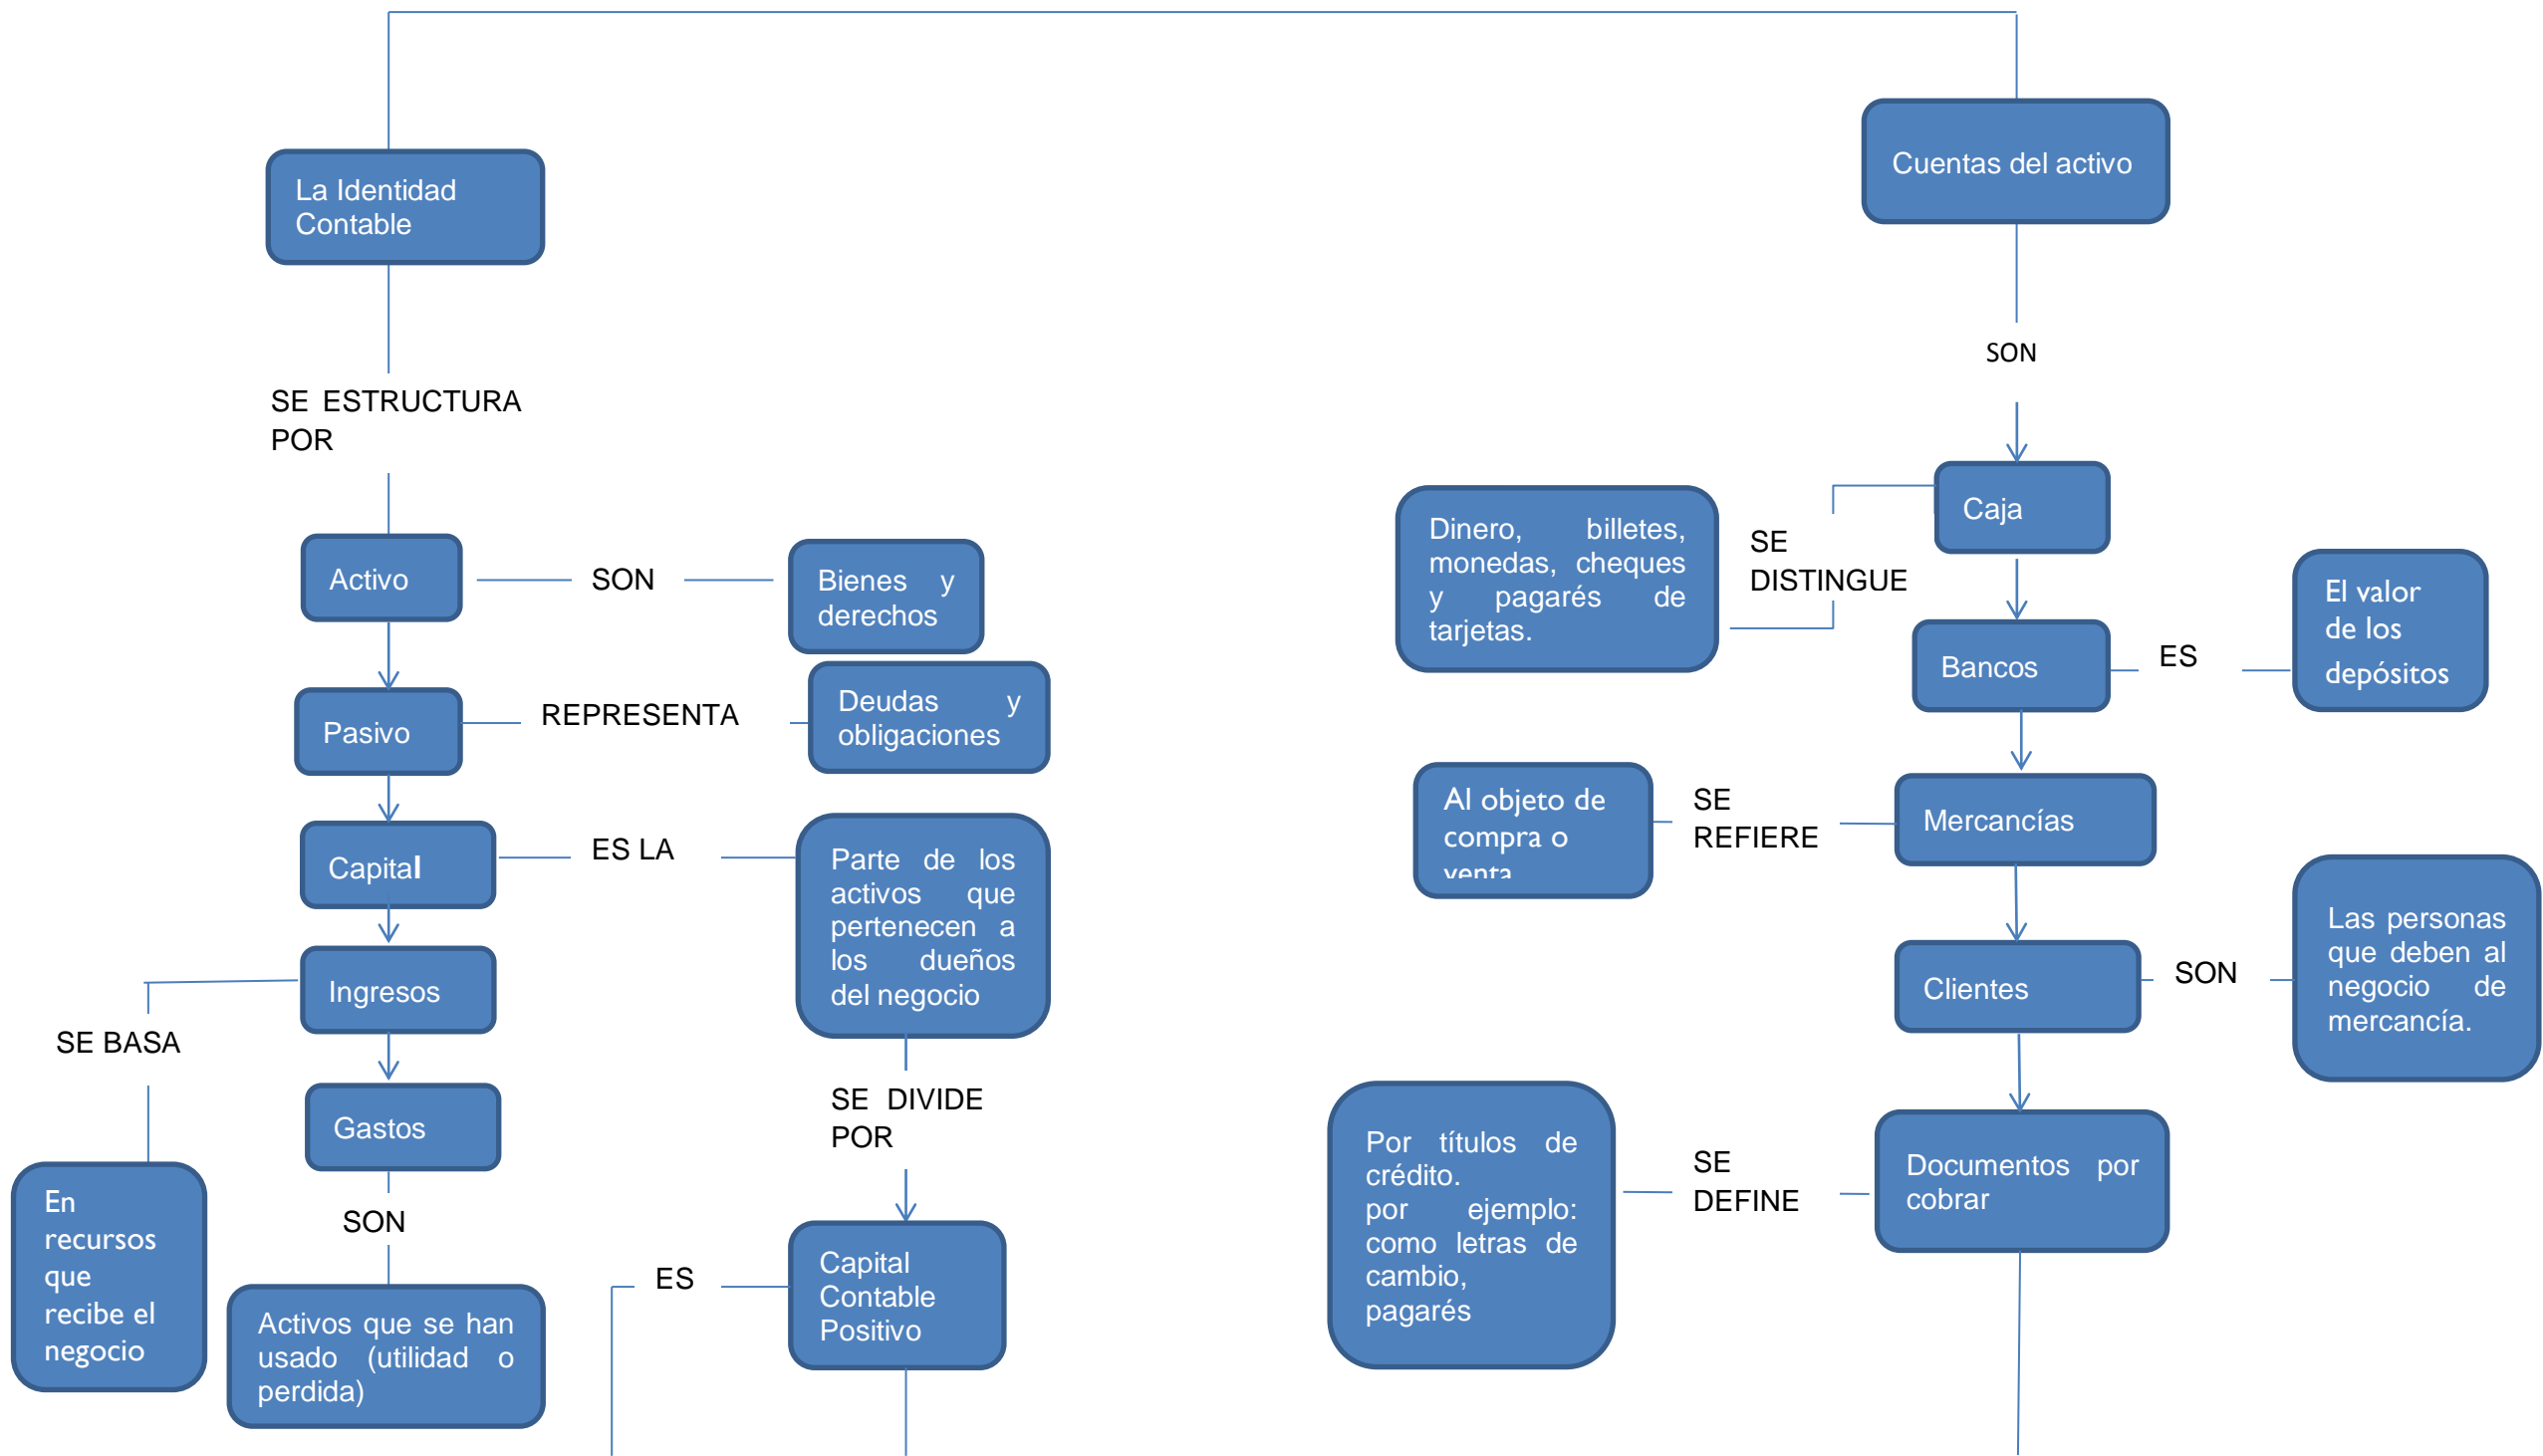 La Identidad
Contable
SE ESTRUCTURA
POR
Activo
SON
Bienes y
derechos
Pasivo
REPRESENTA
Deudas y
obligaciones
Capital
ES LA
Parte de los
activos que
pertenecen a
los dueños
del negocio
Ingresos
SE BASA
En
recursos
que
recibe el
negocio
Gastos
SON
Activos que se han
usado (utilidad o
perdida)
SE DIVIDE
POR
Capital
Contable
Positivo
ES
Cuentas del activo
SON
Caja
SE
DISTINGUE
Dinero, billetes,
monedas, cheques
y pagarés de
tarjetas.
Bancos
ES
El valor
de los
depósitos
Mercancías
SE
REFIERE
Al objeto de
compra o
venta
Clientes
SON
Las personas
que deben al
negocio de
mercancía.
Documentos por
cobrar
SE
DEFINE
Por títulos de
crédito.
por ejemplo:
como letras de
cambio,
pagarés